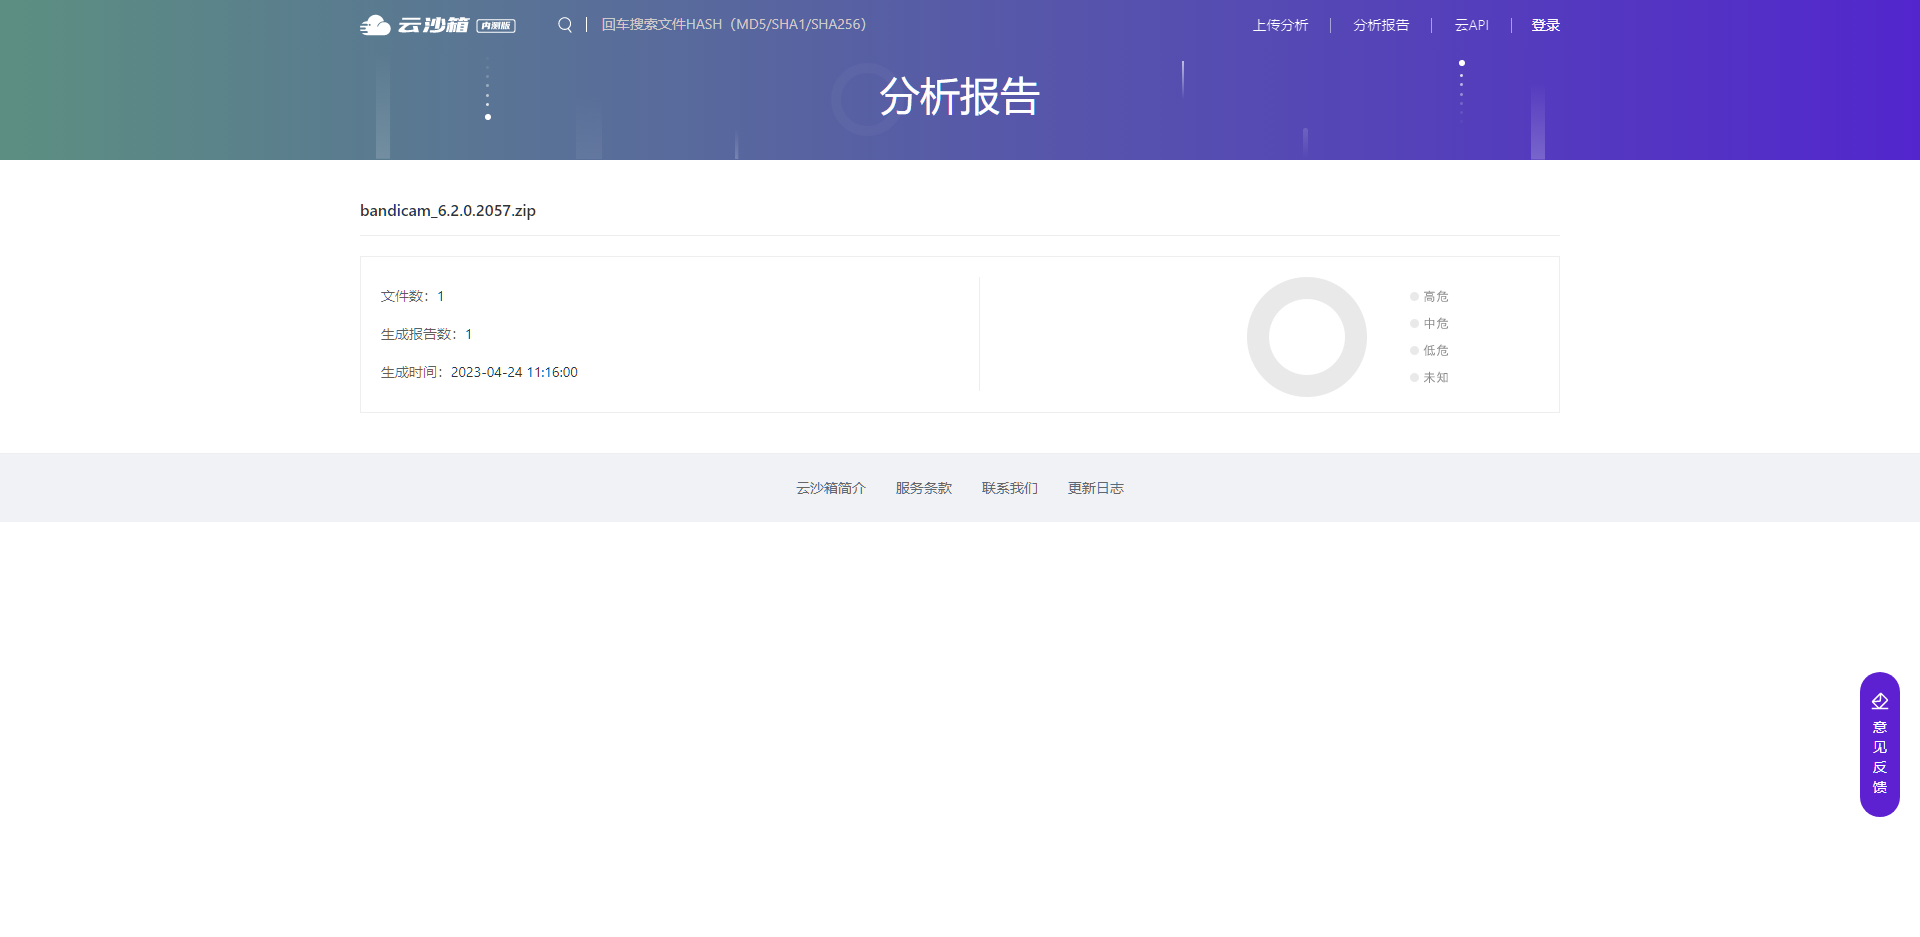 云沙箱 内测版
回车搜索文件HASH（MD5/SHA1/SHA256）
上传分析 分析报告 云API 登录
分析报告
bandicam_6.2.0.2057.zip
文件数：1
生成报告数：1
生成时间：2023-04-24 11:16:00
高危
中危
低危
未知
云沙箱简介 服务条款 联系我们 更新日志
意见反馈